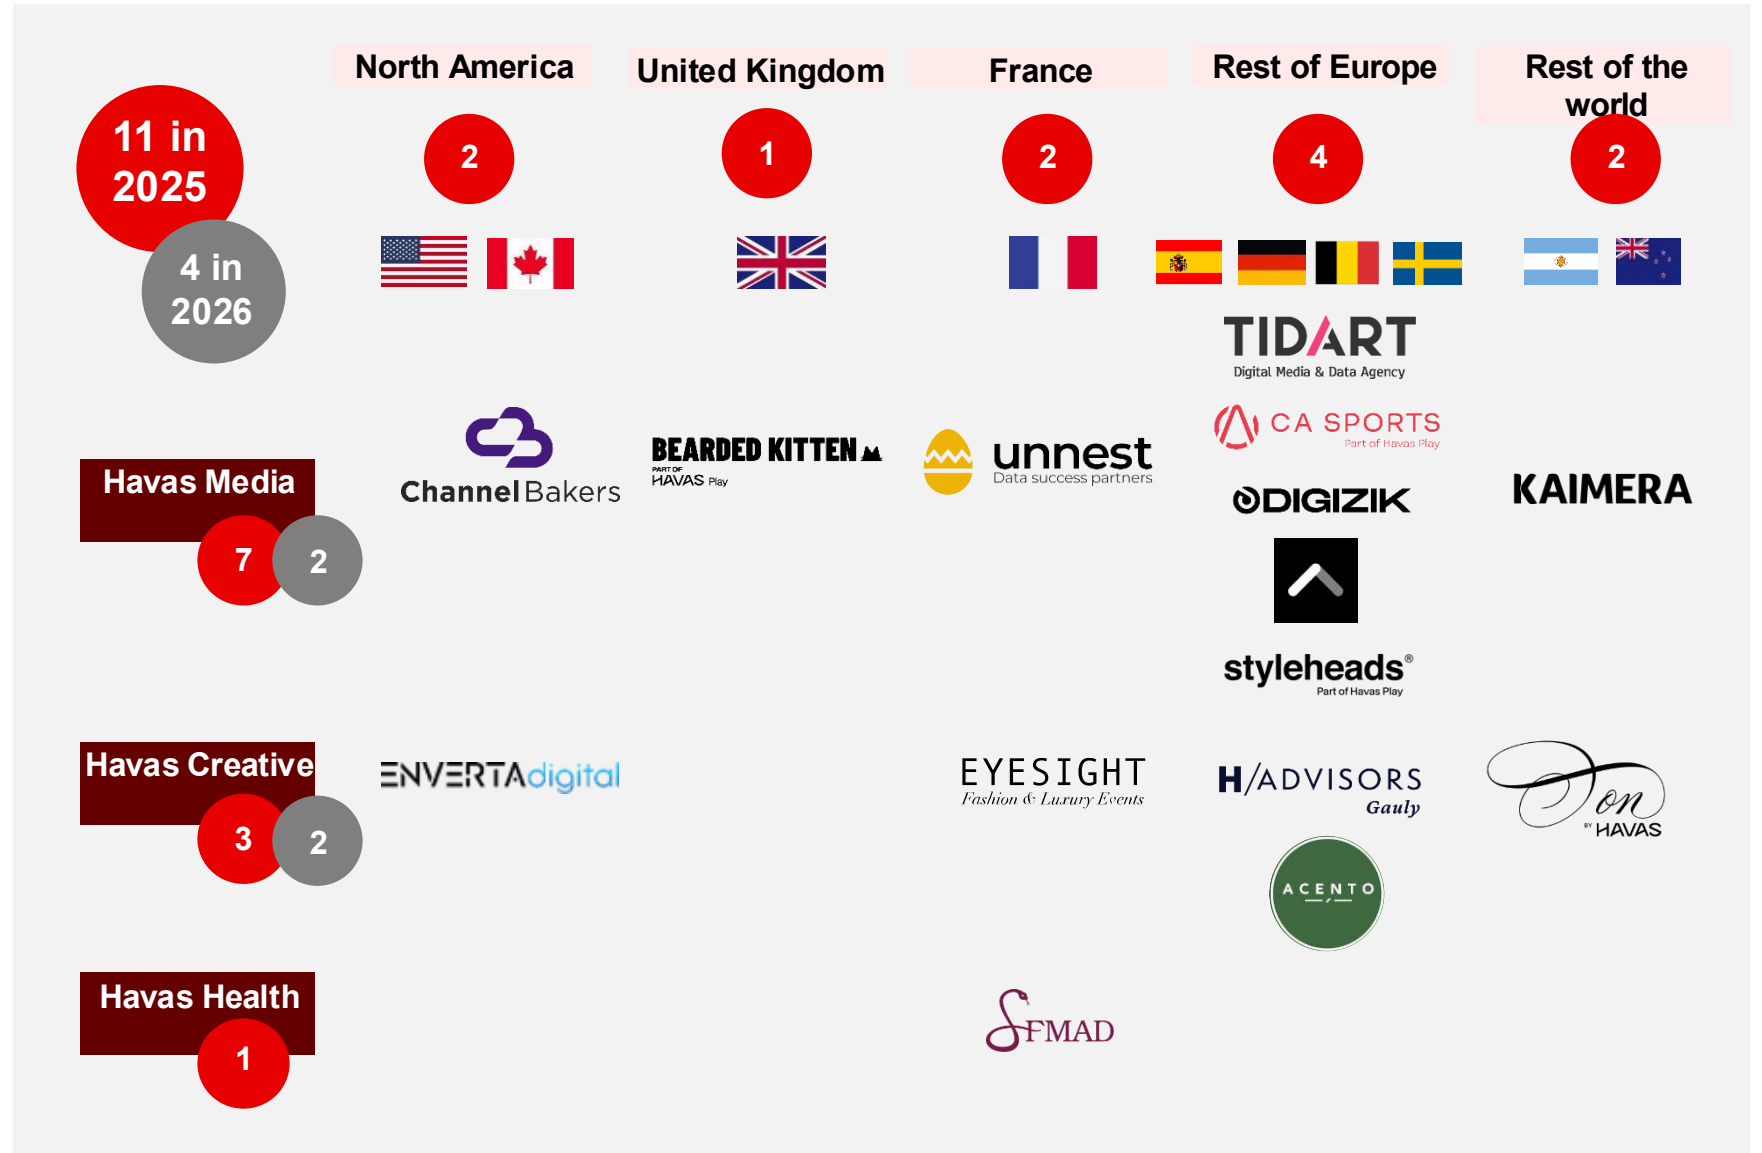 North America
United Kingdom
France
Rest of Europe
Rest of the
world
11 in
2025
4 in
2026
2
1
2
4
2
TIDART
Digital Media & Data Agency
Havas Media
7
2
ChannelBakers
BEARDED KITTEN
PART OF
HAVAS Play
unnest
Data success partners
CA SPORTS
Part of Havas Play
DIGIZIK
styleheads®
Part of Havas Play
KAIMERA
Havas Creative
3
2
ENVERTAdigital
EYESIGHT
Fashion & Luxury Events
H/ADVISORS
Gauly
ACENTO
Don
BY HAVAS
Havas Health
1
SFMAD